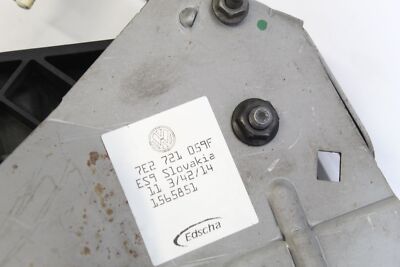 7E2 721 059F
ES9 Slovakia
11 3/42/14
1565851
Edscha